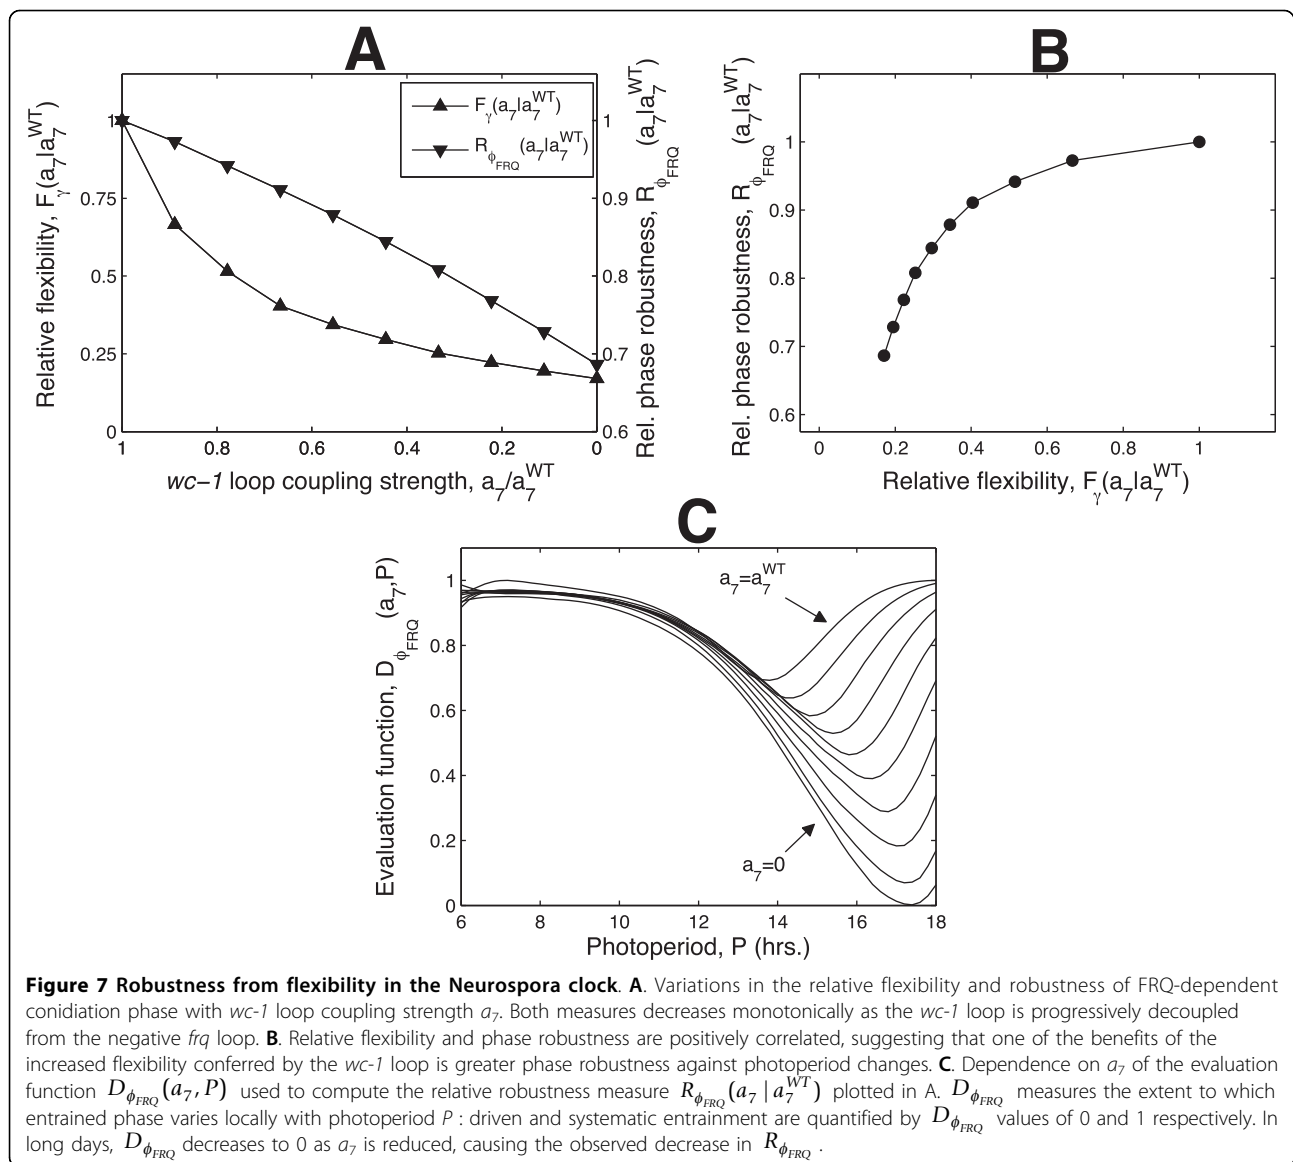 A
Relative flexibility, F_γ(a_7|a_7^WT)
1
0.75
0.5
0.25
0
F_γ(a_7|a_7^WT)
R_ϕ_FRQ (a_7|a_7^WT)
1
0.9
0.8
0.7
0.6
Rel. phase robustness, R_ϕ_FRQ (a_7|a_7^WT)
1 0.8 0.6 0.4 0.2 0
wc−1 loop coupling strength, a_7/a_7^WT
B
Rel. phase robustness, R_ϕ_FRQ (a_7|a_7^WT)
1
0.9
0.8
0.7
0.6
0 0.2 0.4 0.6 0.8 1
Relative flexibility, F_γ(a_7|a_7^WT)
C
Evaluation function, D_ϕ_FRQ (a_7,P)
1
0.8
0.6
0.4
0.2
0
a_7=a_7^WT
a_7=0
6 8 10 12 14 16 18
Photoperiod, P (hrs.)
Figure 7 Robustness from flexibility in the Neurospora clock. A. Variations in the relative flexibility and robustness of FRQ-dependent
conidiation phase with wc-1 loop coupling strength a_7. Both measures decreases monotonically as the wc-1 loop is progressively decoupled
from the negative frq loop. B. Relative flexibility and phase robustness are positively correlated, suggesting that one of the benefits of the
increased flexibility conferred by the wc-1 loop is greater phase robustness against photoperiod changes. C. Dependence on a_7 of the evaluation
function D_ϕ_FRQ(a_7, P) used to compute the relative robustness measure R_ϕ_FRQ(a_7 | a_7^WT) plotted in A. D_ϕ_FRQ measures the extent to which
entrained phase varies locally with photoperiod P : driven and systematic entrainment are quantified by D_ϕ_FRQ values of 0 and 1 respectively. In
long days, D_ϕ_FRQ decreases to 0 as a_7 is reduced, causing the observed decrease in R_ϕ_FRQ .